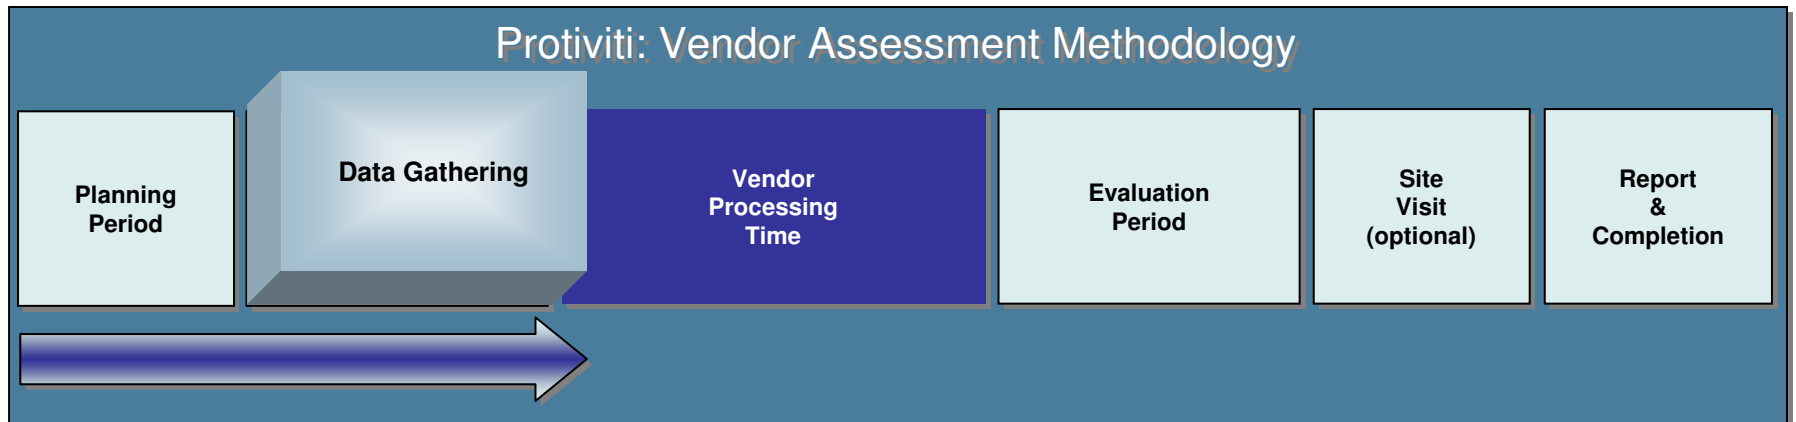 Protiviti: Vendor Assessment Methodology
Planning
Period
Data Gathering
Vendor
Processing
Time
Evaluation
Period
Site
Visit
(optional)
Report
&
Completion